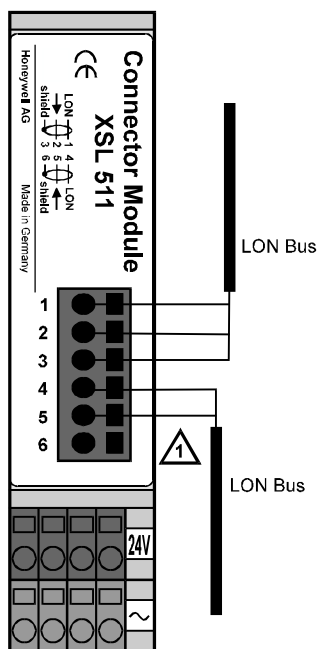 Connector Module
XSL 511
CE
LON LON
1 4
2 5
3 6
shield shield
Honeywell AG Made in Germany
1
2
3
4
5
6
LON Bus
1
LON Bus
24V
~